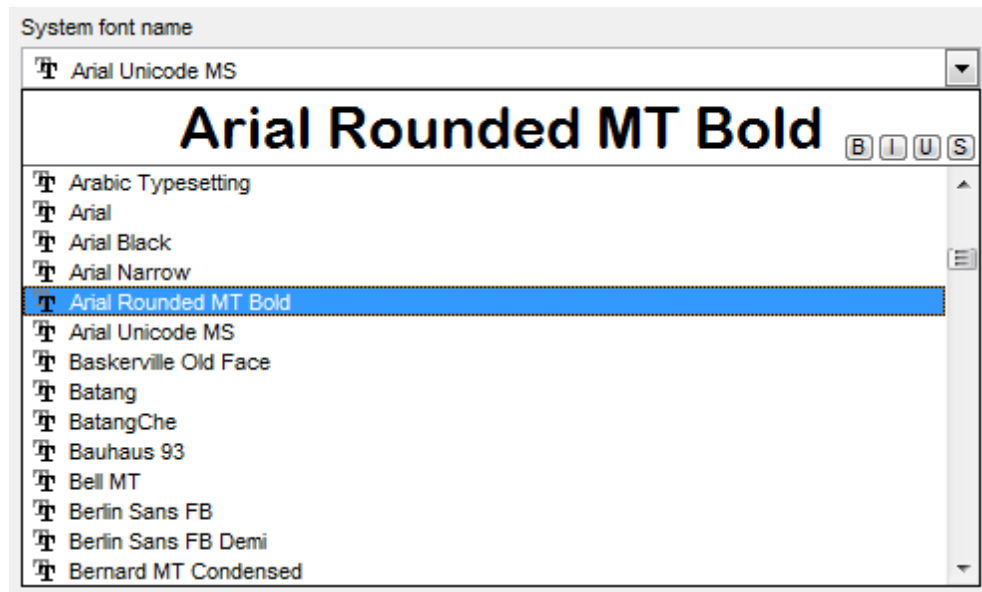 System font name
Arial Unicode MS
Arial Rounded MT Bold B I U S
Arabic Typesetting
Arial
Arial Black
Arial Narrow
Arial Rounded MT Bold
Arial Unicode MS
Baskerville Old Face
Batang
BatangChe
Bauhaus 93
Bell MT
Berlin Sans FB
Berlin Sans FB Demi
Bernard MT Condensed